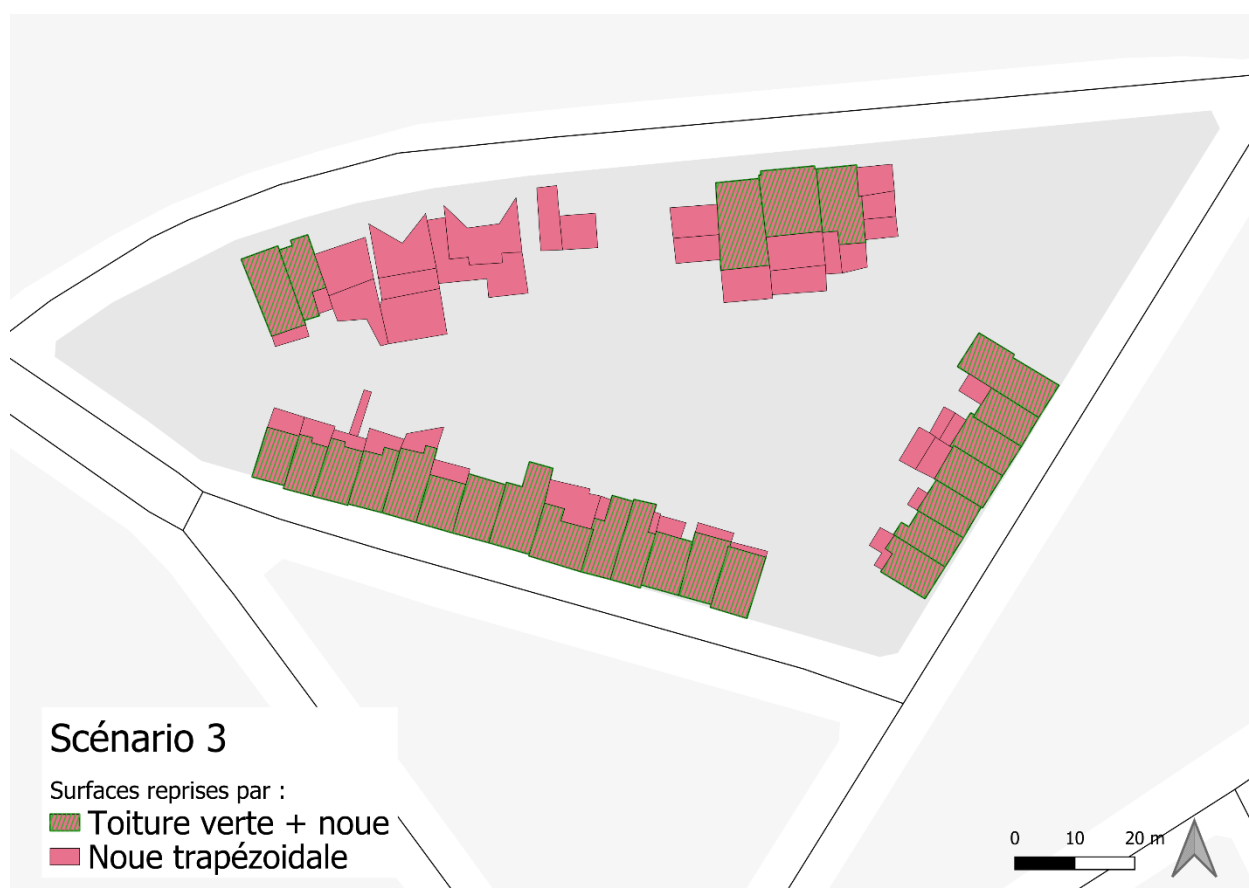 Scénario 3
Surfaces reprises par :
Toiture verte + noue
Noue trapézoidale
0 10 20 m